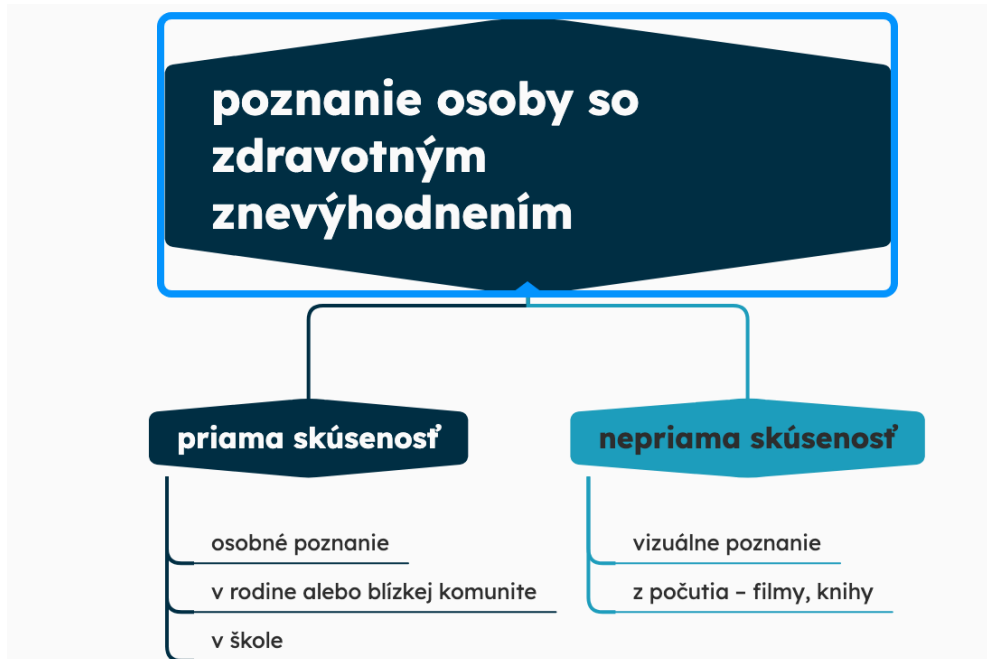 poznanie osoby so
zdravotným
znevýhodnením
priama skúsenosť
nepriama skúsenosť
osobné poznanie
v rodine alebo blízkej komunite
v škole
vizuálne poznanie
z počutia – filmy, knihy